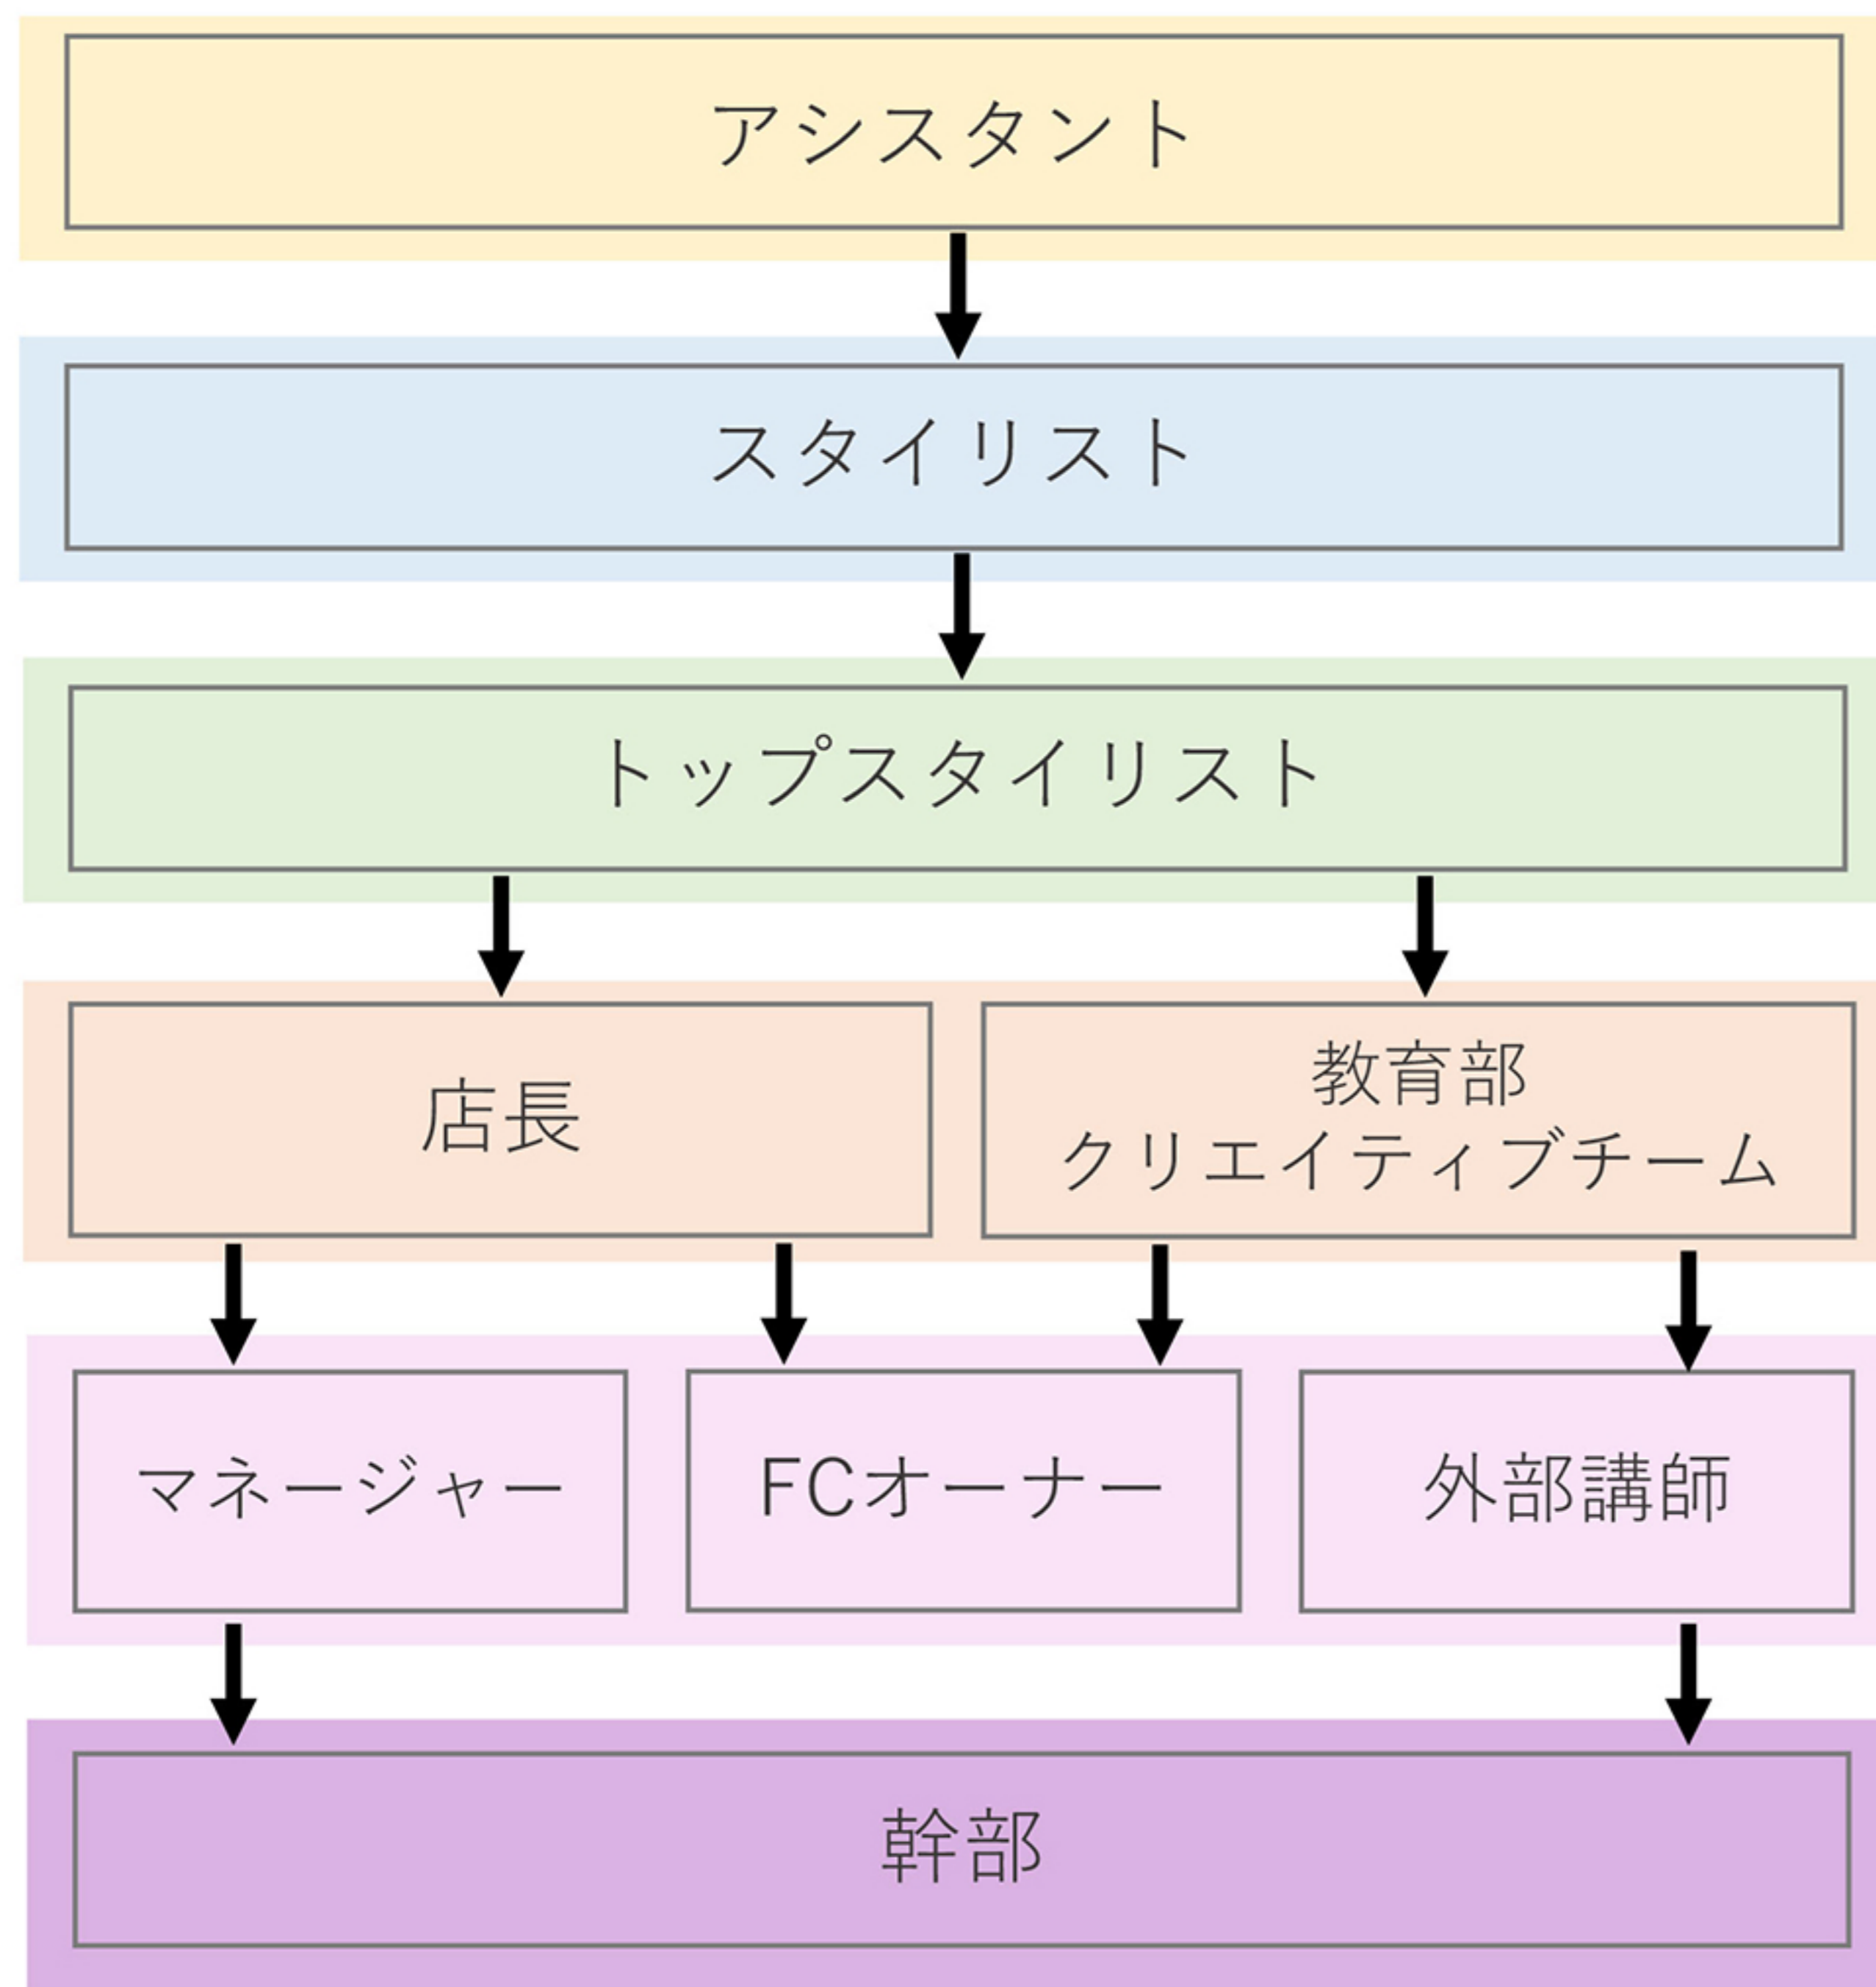 アシスタント
スタイリスト
トップスタイリスト
店長
教育部
クリエイティブチーム
マネージャー
FCオーナー
外部講師
幹部